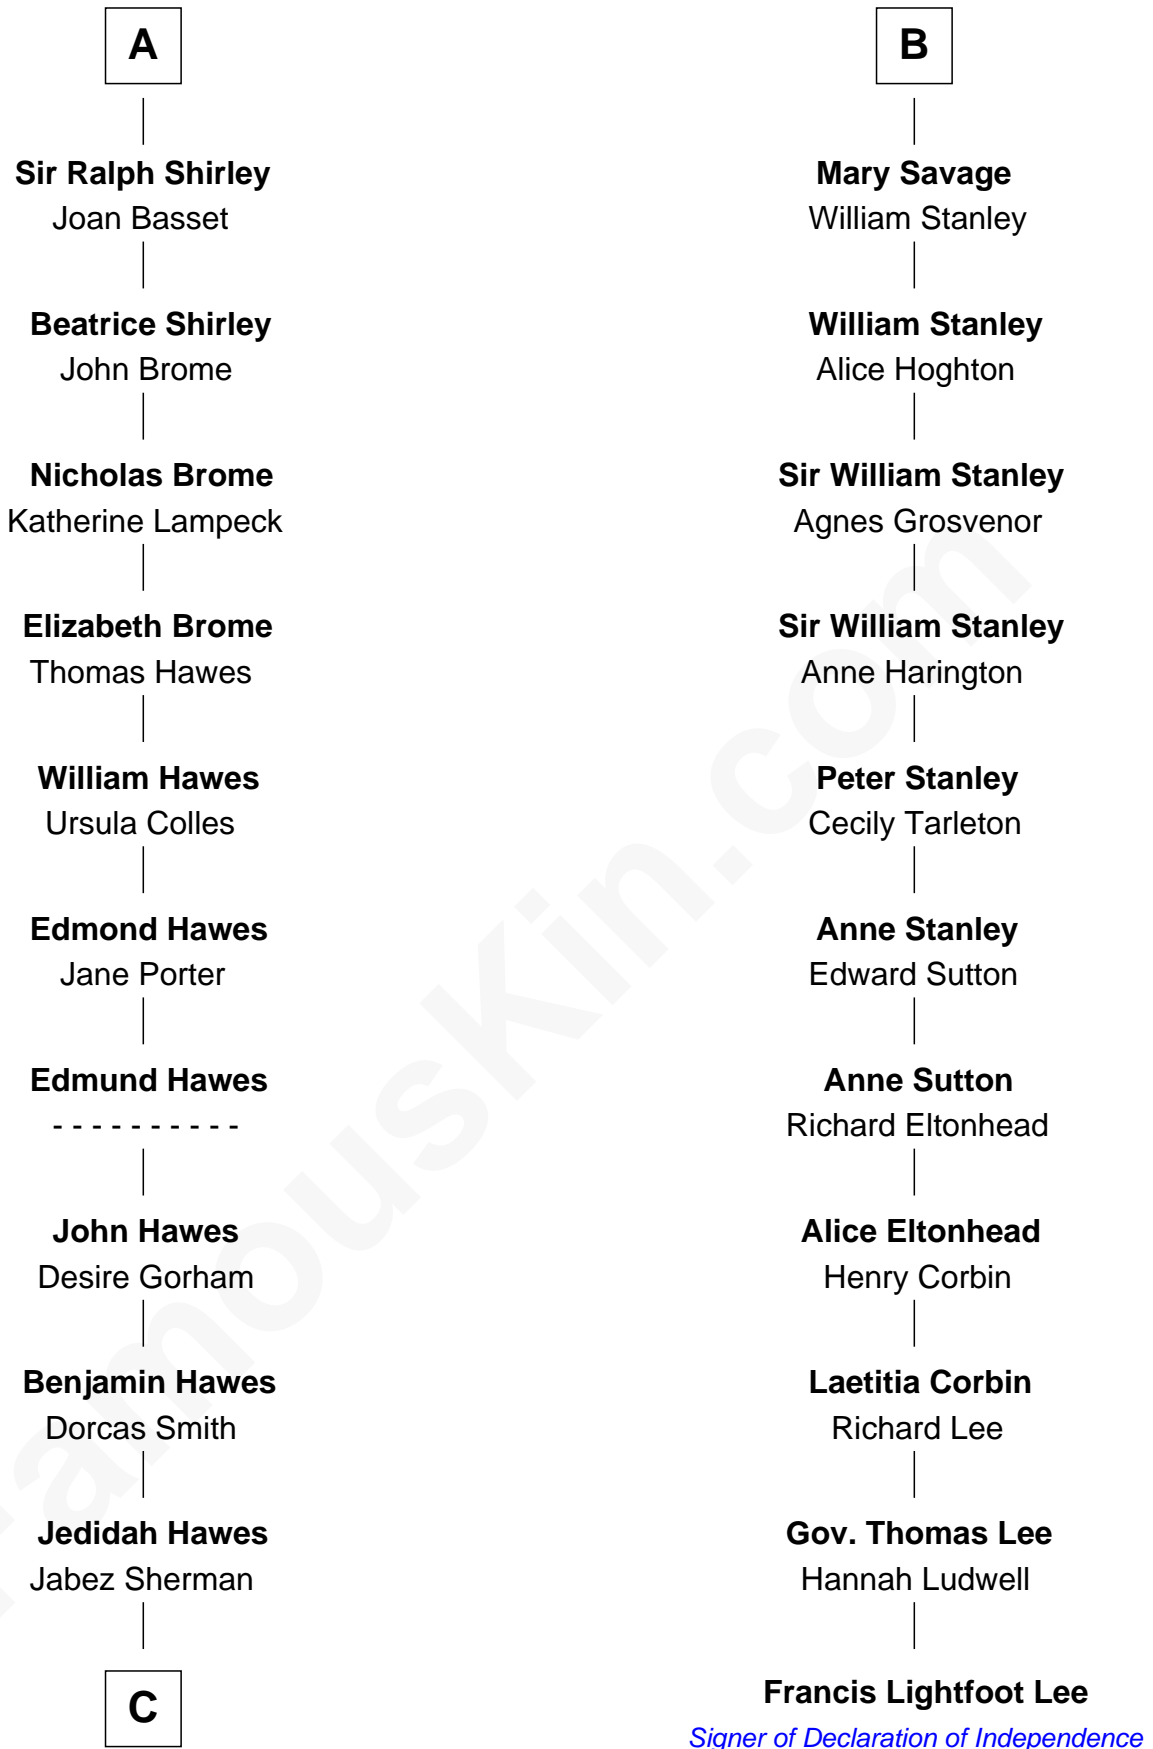 A
Sir Ralph Shirley
Joan Basset
Beatrice Shirley
John Brome
Nicholas Brome
Katherine Lampeck
Elizabeth Brome
Thomas Hawes
William Hawes
Ursula Colles
Edmond Hawes
Jane Porter
Edmund Hawes
- - - - - - - - - -
John Hawes
Desire Gorham
Benjamin Hawes
Dorcas Smith
Jedidah Hawes
Jabez Sherman
C
B
Mary Savage
William Stanley
William Stanley
Alice Hoghton
Sir William Stanley
Agnes Grosvenor
Sir William Stanley
Anne Harington
Peter Stanley
Cecily Tarleton
Anne Stanley
Edward Sutton
Anne Sutton
Richard Eltonhead
Alice Eltonhead
Henry Corbin
Laetitia Corbin
Richard Lee
Gov. Thomas Lee
Hannah Ludwell
Francis Lightfoot Lee
Signer of Declaration of Independence
FamousKin.com